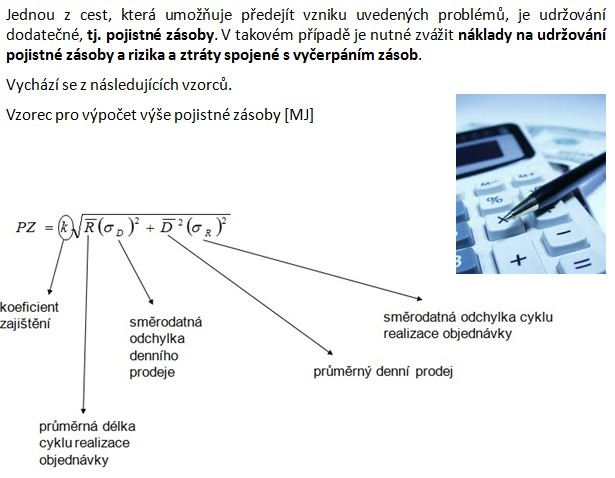 Jednou z cest, která umožňuje předejít vzniku uvedených problémů, je udržování
dodatečné, tj. pojistné zásoby. V takovém případě je nutné zvážit náklady na udržování
pojistné zásoby a rizika a ztráty spojené s vyčerpáním zásob.
Vychází se z následujících vzorců.
Vzorec pro výpočet výše pojistné zásoby [MJ]
PZ = k√(R̅(σ_D)² + D̅²(σ_R)²)
koeficient
zajištění
směrodatná
odchylka
denního
prodeje
směrodatná odchylka cyklu
realizace objednávky
průměrný denní prodej
průměrná délka
cyklu realizace
objednávky
%
×
−
+
=